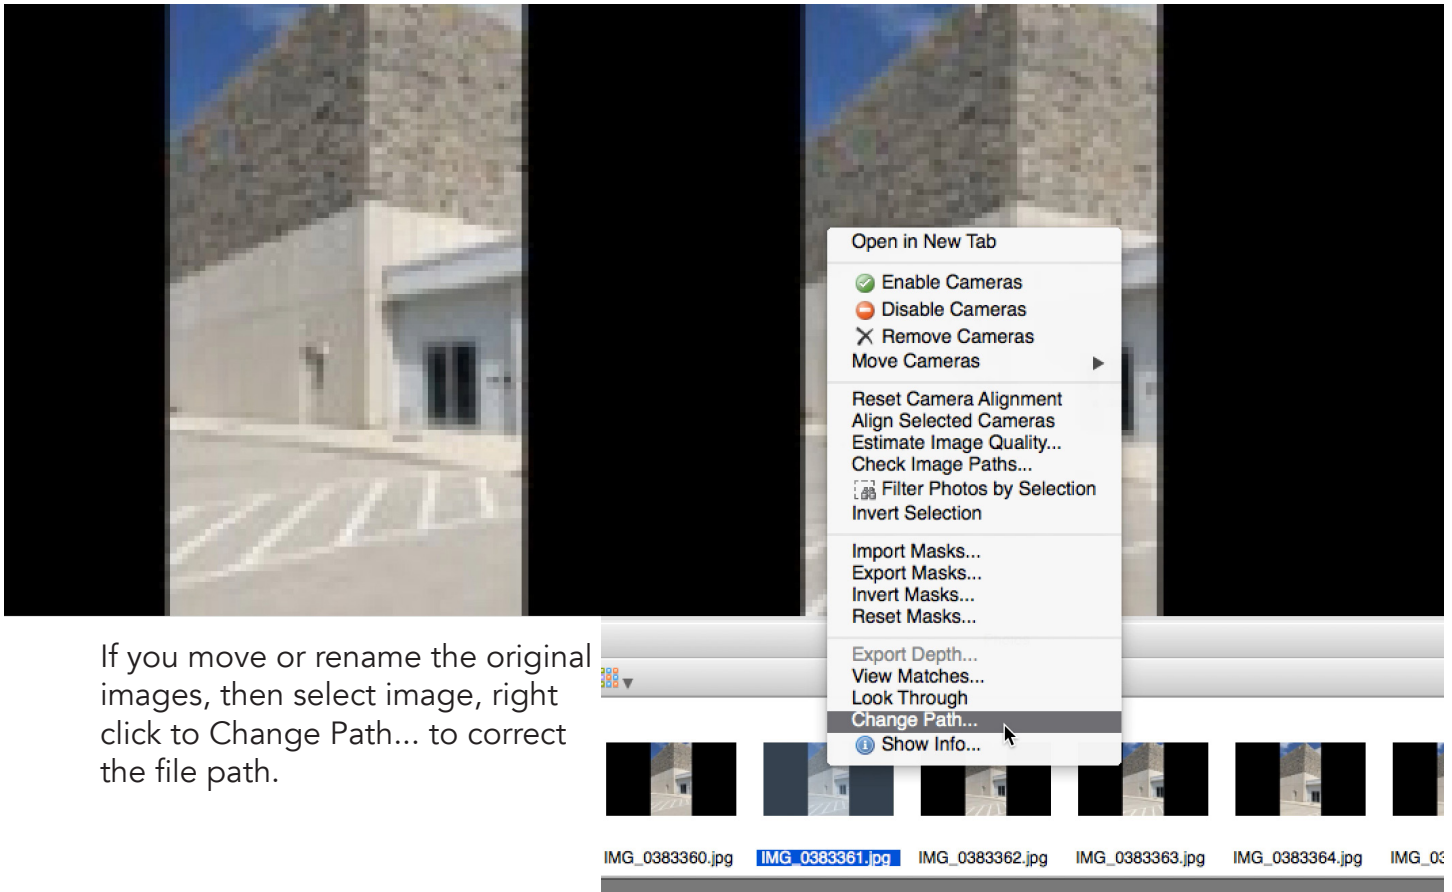 Open in New Tab
Enable Cameras
Disable Cameras
Remove Cameras
Move Cameras
Reset Camera Alignment
Align Selected Cameras
Estimate Image Quality...
Check Image Paths...
Filter Photos by Selection
Invert Selection
Import Masks...
Export Masks...
Invert Masks...
Reset Masks...
Export Depth...
View Matches...
Look Through
Change Path...
Show Info...
If you move or rename the original
images, then select image, right
click to Change Path... to correct
the file path.
IMG_0383360.jpg IMG_0383361.jpg IMG_0383362.jpg IMG_0383363.jpg IMG_0383364.jpg